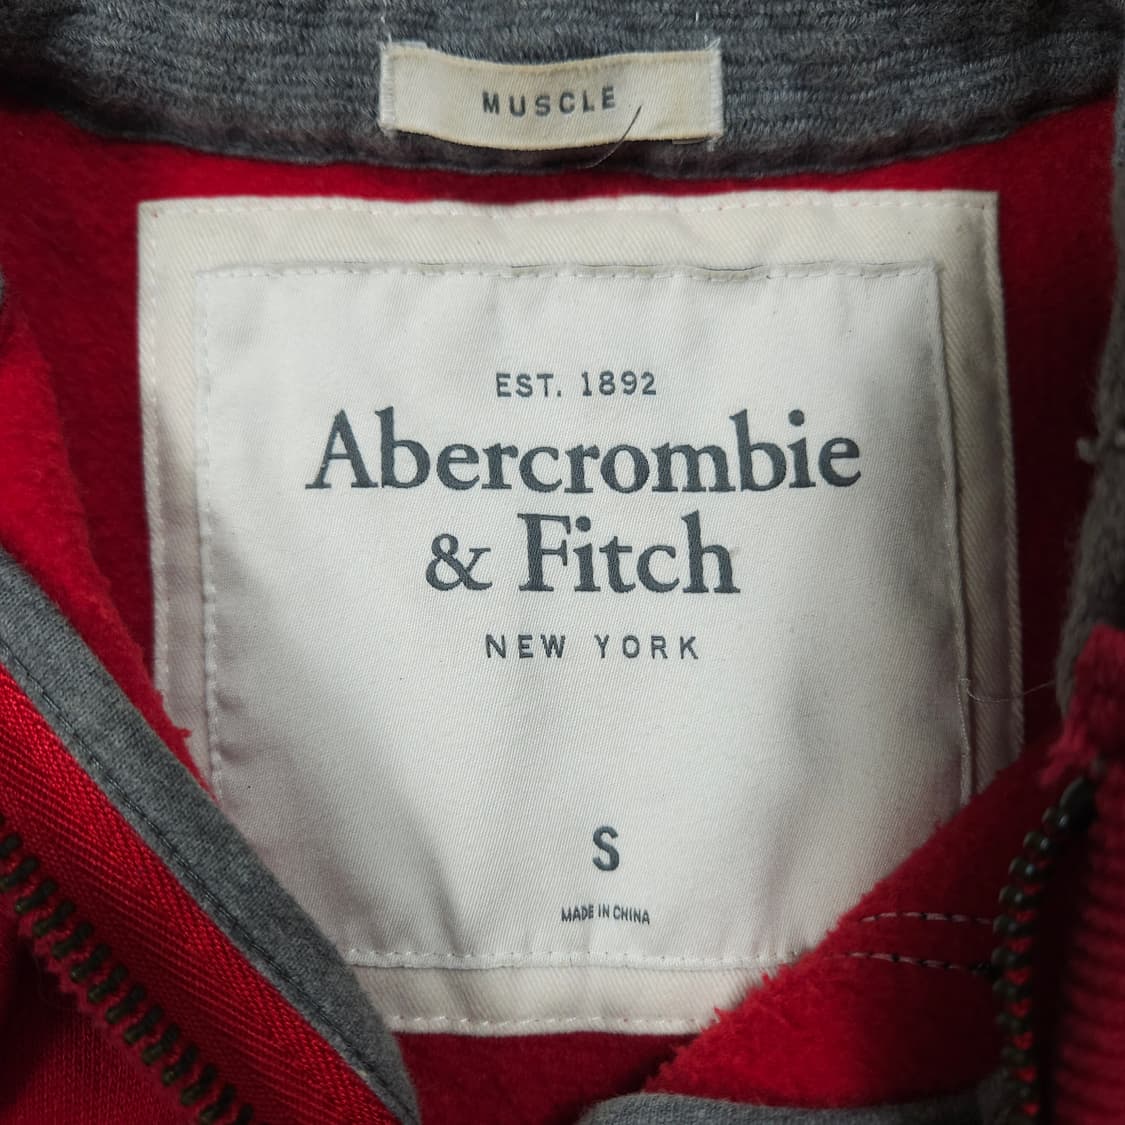 MUSCLE
EST. 1892
Abercrombie
& Fitch
NEW YORK
S
MADE IN CHINA